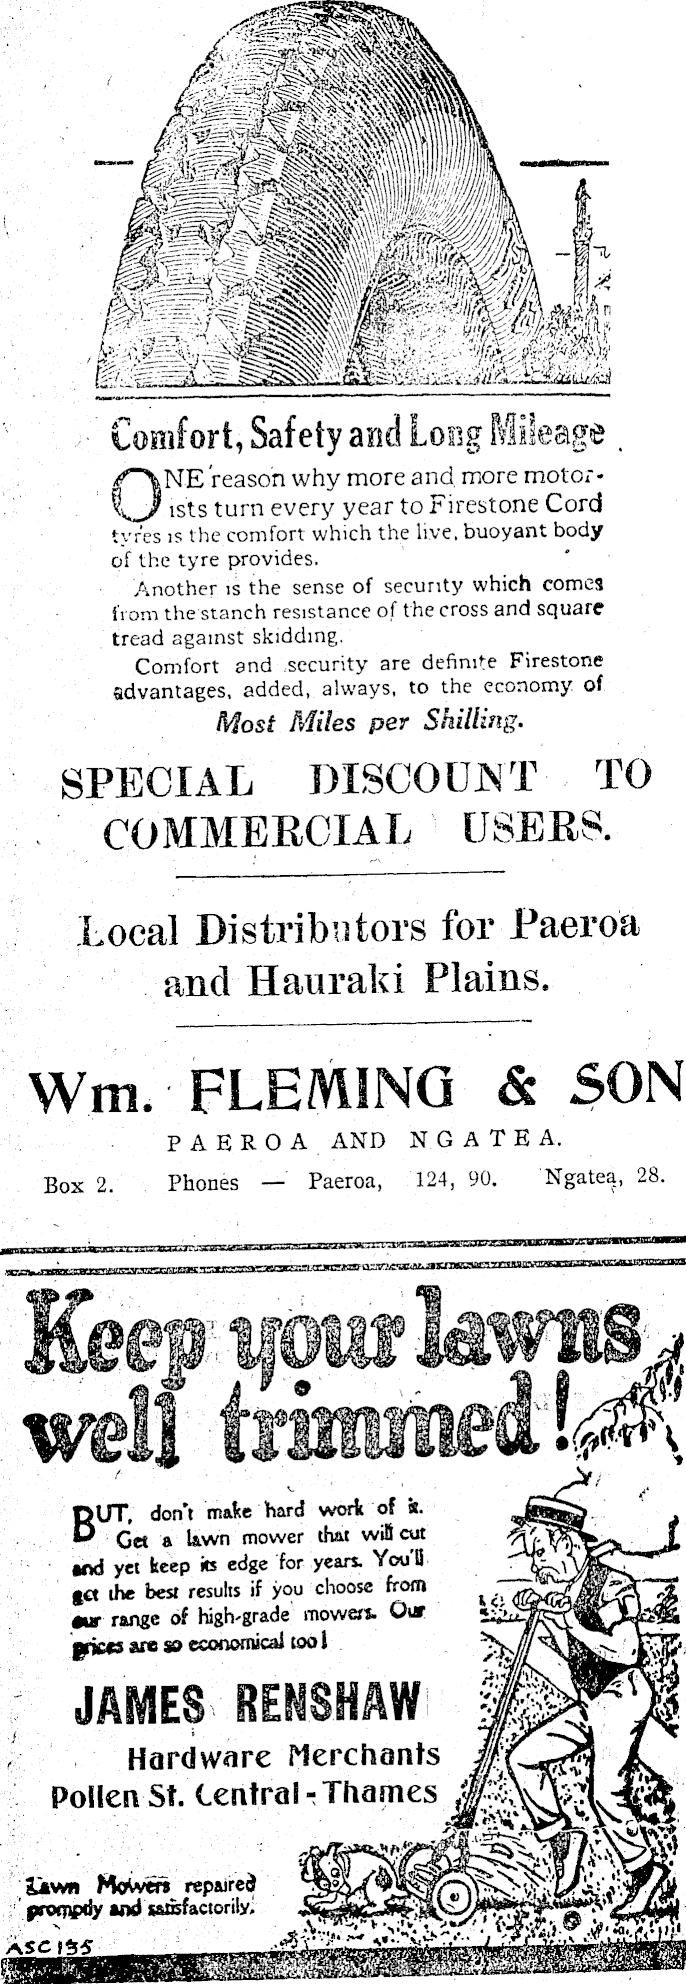 Comfort, Safety and Long Mileage
ONE reason why more and more motor-
ists turn every year to Firestone Cord
tyres is the comfort which the live, buoyant body
of the tyre provides.
Another is the sense of security which comes
from the stanch resistance of the cross and square
tread against skidding.
Comfort and security are definite Firestone
advantages, added, always, to the economy of
Most Miles per Shilling.
SPECIAL DISCOUNT TO
COMMERCIAL USERS.
Local Distributors for Paeroa
and Hauraki Plains.
Wm. FLEMING & SON
PAEROA AND NGATEA.
Box 2. Phones — Paeroa, 124, 90. Ngatea, 28.
Keep your lawns
well trimmed!
BUT, don't make hard work of it.
Get a lawn mower that will cut
and yet keep its edge for years. You'll
get the best results if you choose from
our range of high-grade mowers. Our
prices are so economical too!
JAMES RENSHAW
Hardware Merchants
Pollen St. Central - Thames
Lawn Mowers repaired
promptly and satisfactorily.
ASC135